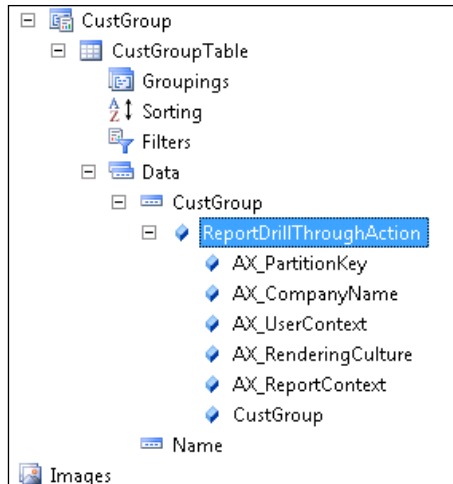 CustGroup
CustGroupTable
Groupings
Sorting
Filters
Data
CustGroup
ReportDrillThroughAction
AX_PartitionKey
AX_CompanyName
AX_UserContext
AX_RenderingCulture
AX_ReportContext
CustGroup
Name
Images